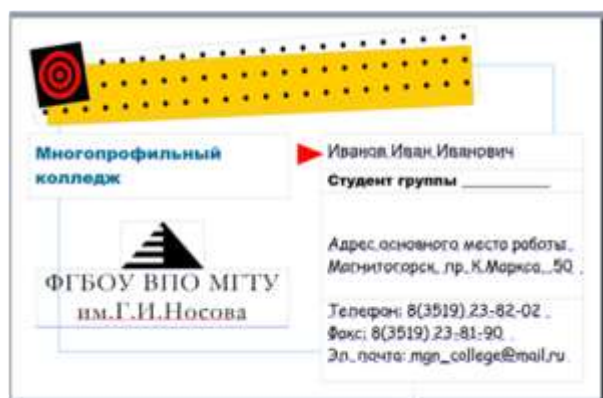 Многопрофильный
колледж
ФГБОУ ВПО МГТУ
им.Г.И.Носова
Иванов Иван Иванович
Студент группы ___________
Адрес основного места работы
Магнитогорск, пр. К.Маркса, 50
Телефон: 8(3519) 23-82-02
Факс: 8(3519) 23-81-90
Эл. почта: mgn_college@mail.ru